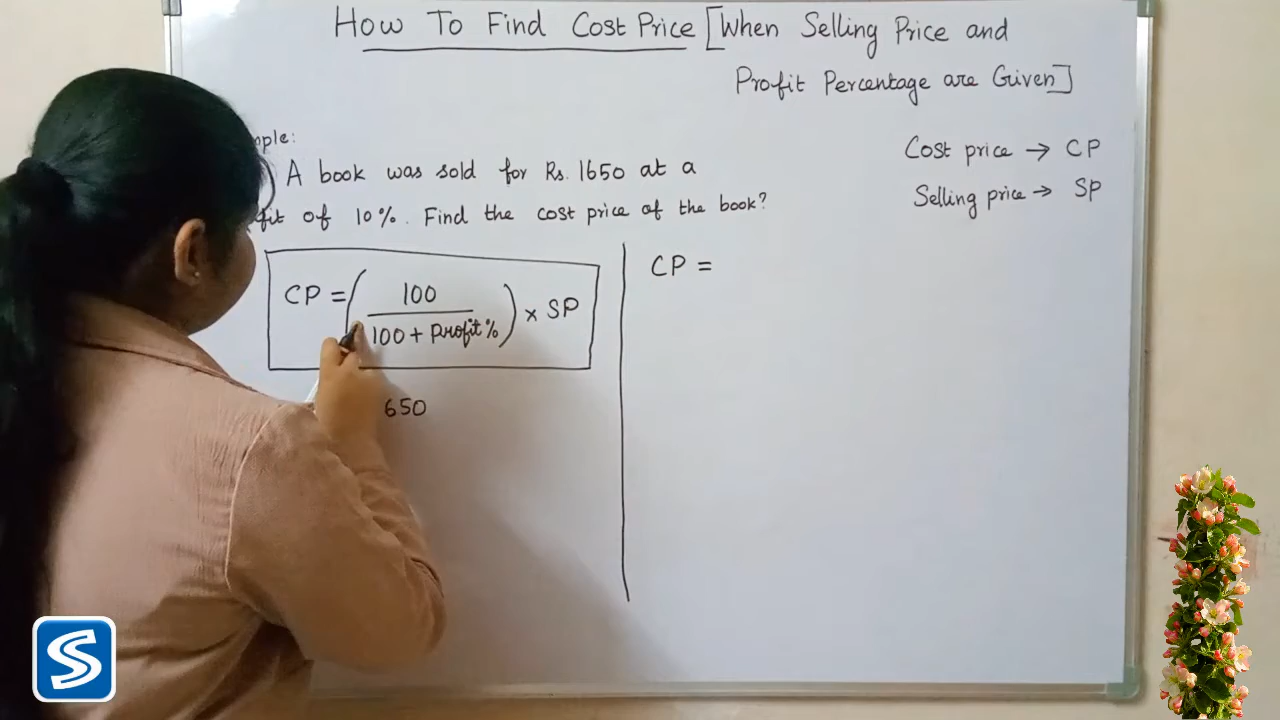 How To Find Cost Price [When Selling Price and
Profit Percentage are Given]
Cost price → CP
Selling price → SP
A book was sold for Rs. 1650 at a
of 10%. Find the cost price of the book?
CP = (100 / 100 + Profit%) × SP
650
CP =
S